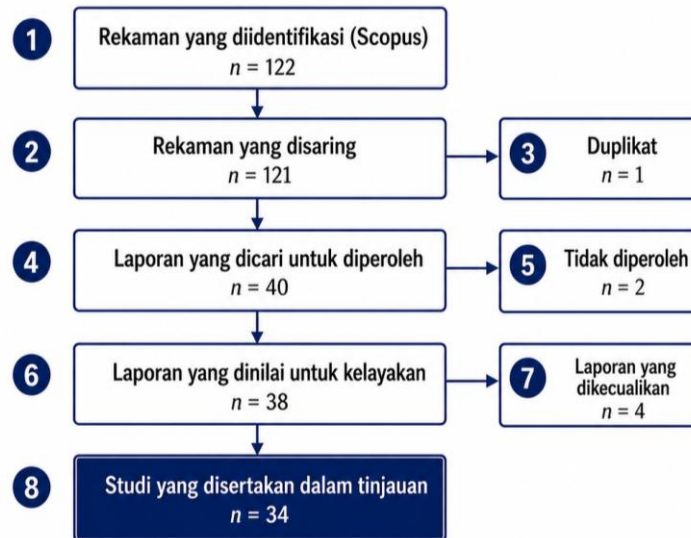 1
Rekaman yang diidentifikasi (Scopus)
n = 122
2
Rekaman yang disaring
n = 121
3
Duplikat
n = 1
4
Laporan yang dicari untuk diperoleh
n = 40
5
Tidak diperoleh
n = 2
6
Laporan yang dinilai untuk kelayakan
n = 38
7
Laporan yang
dikecualikan
n = 4
8
Studi yang disertakan dalam tinjauan
n = 34